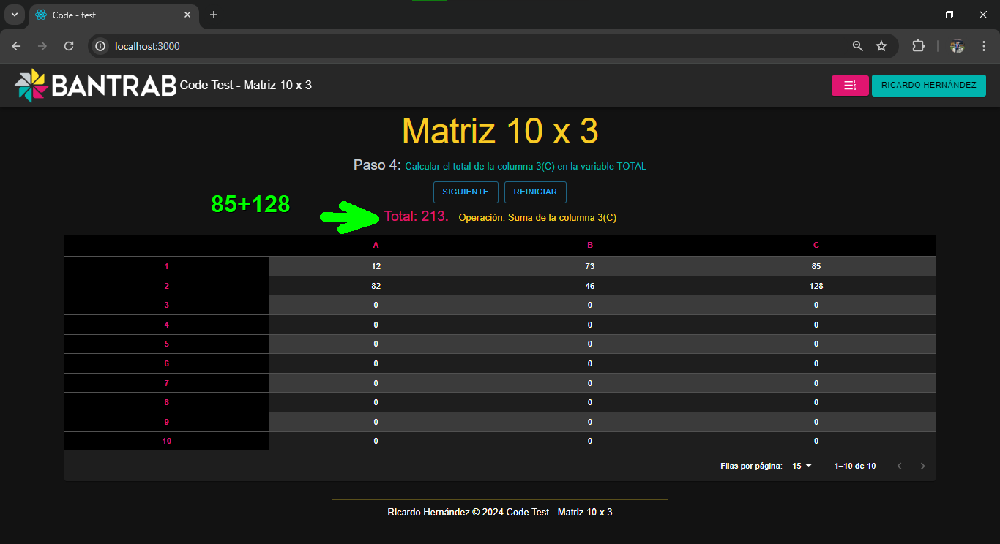 Code - test
localhost:3000
BANTRAB Code Test - Matriz 10 x 3
RICARDO HERNÁNDEZ
Matriz 10 x 3
Paso 4: Calcular el total de la columna 3(C) en la variable TOTAL
SIGUIENTE REINICIAR
85+128
Total: 213. Operación: Suma de la columna 3(C)
A B C
1 12 73 85
2 82 46 128
3 0 0 0
4 0 0 0
5 0 0 0
6 0 0 0
7 0 0 0
8 0 0 0
9 0 0 0
10 0 0 0
Filas por página: 15 1–10 de 10
Ricardo Hernández © 2024 Code Test - Matriz 10 x 3